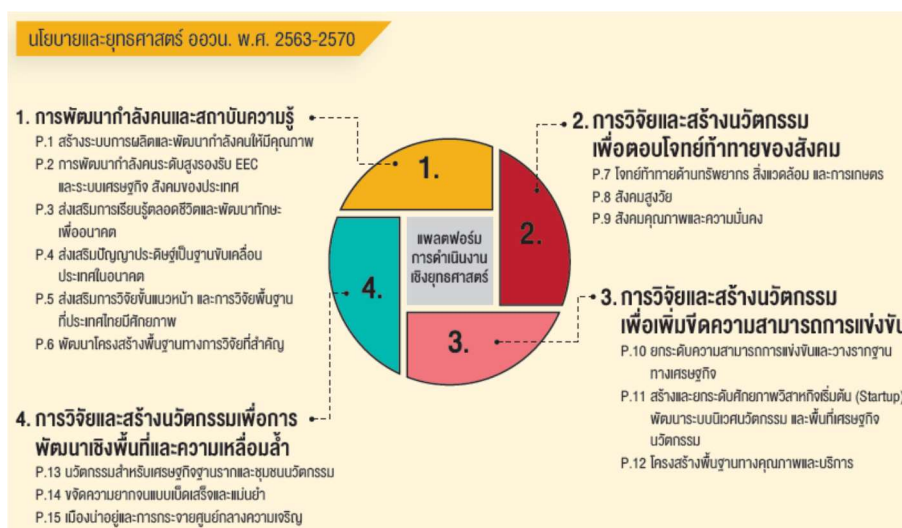 นโยบายและยุทธศาสตร์ ออวน. พ.ศ. 2563-2570
1. การพัฒนากำลังคนและสถาบันความรู้
P.1 สร้างระบบการผลิตและพัฒนากำลังคนให้มีคุณภาพ
P.2 การพัฒนากำลังคนระดับสูงรองรับ EEC
และระบบเศรษฐกิจ สังคมของประเทศ
P.3 ส่งเสริมการเรียนรู้ตลอดชีวิตและพัฒนาทักษะ
เพื่ออนาคต
P.4 ส่งเสริมปัญญาประดิษฐ์เป็นฐานขับเคลื่อน
ประเทศในอนาคต
P.5 ส่งเสริมการวิจัยขั้นแนวหน้า และการวิจัยพื้นฐาน
ที่ประเทศไทยมีศักยภาพ
P.6 พัฒนาโครงสร้างพื้นฐานทางการวิจัยที่สำคัญ
1.
2.
3.
4.
แพลตฟอร์ม
การดำเนินงาน
เชิงยุทธศาสตร์
2. การวิจัยและสร้างนวัตกรรม
เพื่อตอบโจทย์ท้าทายของสังคม
P.7 โจทย์ท้าทายด้านทรัพยากร สิ่งแวดล้อม และการเกษตร
P.8 สังคมสูงวัย
P.9 สังคมคุณภาพและความมั่นคง
3. การวิจัยและสร้างนวัตกรรม
เพื่อเพิ่มขีดความสามารถการแข่งขัน
P.10 ยกระดับความสามารถการแข่งขันและวางรากฐาน
ทางเศรษฐกิจ
P.11 สร้างและยกระดับศักยภาพวิสาหกิจเริ่มต้น (Startup)
พัฒนาระบบนิเวศนวัตกรรม และพื้นที่เศรษฐกิจ
นวัตกรรม
P.12 โครงสร้างพื้นฐานทางคุณภาพและบริการ
4. การวิจัยและสร้างนวัตกรรมเพื่อการ
พัฒนาเชิงพื้นที่และความเหลื่อมล้ำ
P.13 นวัตกรรมสำหรับเศรษฐกิจฐานรากและชุมชนนวัตกรรม
P.14 ขจัดความยากจนแบบเบ็ดเสร็จและแม่นยำ
P.15 เมืองน่าอยู่และการกระจายศูนย์กลางความเจริญ